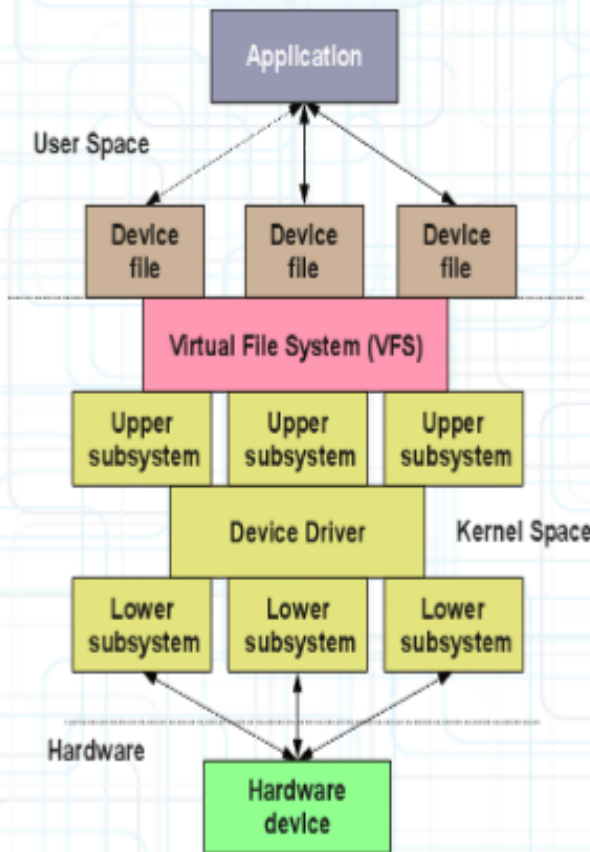 Application
User Space
Device Device Device
file file file
Virtual File System (VFS)
Upper Upper Upper
subsystem subsystem subsystem
Device Driver
Kernel Space
Lower Lower Lower
subsystem subsystem subsystem
Hardware
Hardware
device